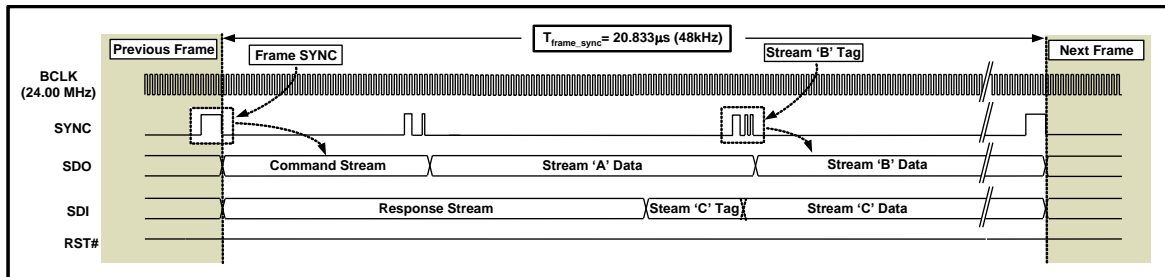 T_frame_sync= 20.833µs (48kHz)
Previous Frame
Frame SYNC
Stream 'B' Tag
Next Frame
BCLK
(24.00 MHz)
SYNC
SDO
Command Stream
Stream 'A' Data
Stream 'B' Data
SDI
Response Stream
Steam 'C' Tag
Stream 'C' Data
RST#